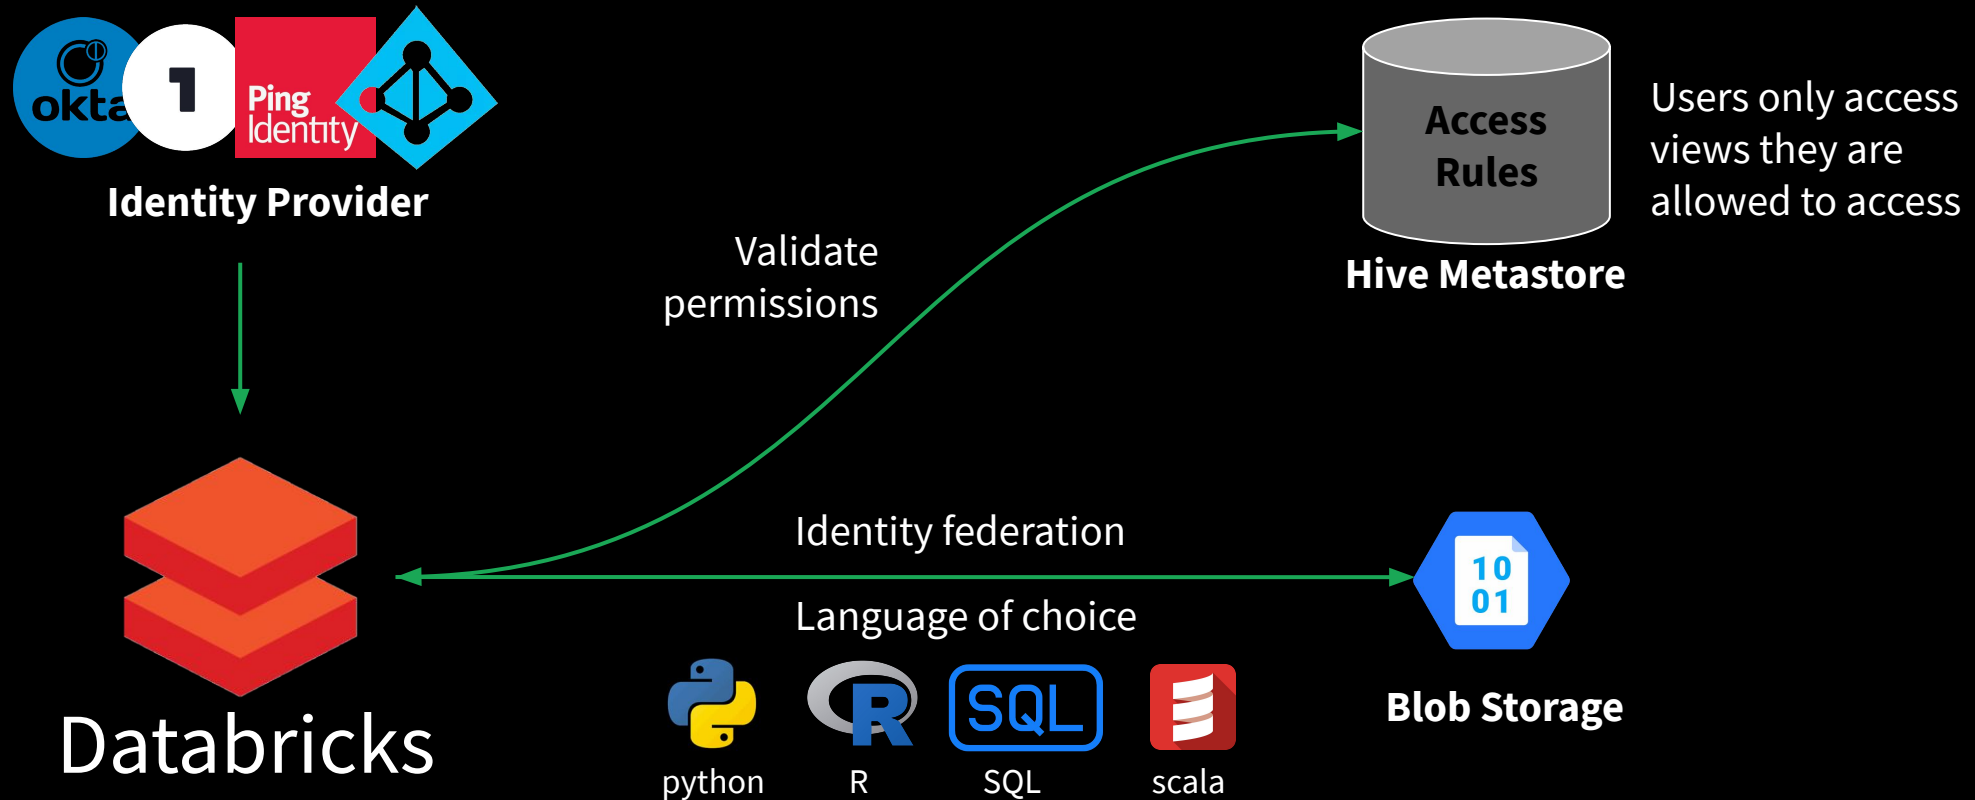 okta
1
Ping
Identity
Identity Provider
Access
Rules
Users only access
views they are
allowed to access
Hive Metastore
Validate
permissions
Identity federation
Language of choice
10
01
Databricks
Blob Storage
R
SQL
python
R
SQL
scala